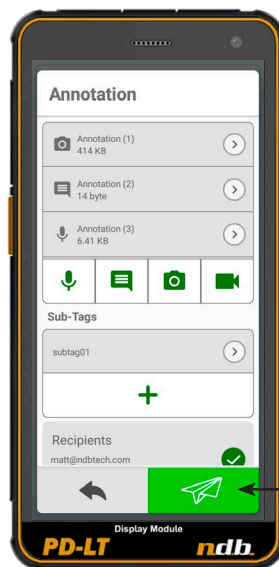 Annotation
Annotation (1)
414 KB
Annotation (2)
14 byte
Annotation (3)
6.41 KB
Sub-Tags
subtag01
Recipients
matt@ndbtech.com
Display Module
PD-LT ndb